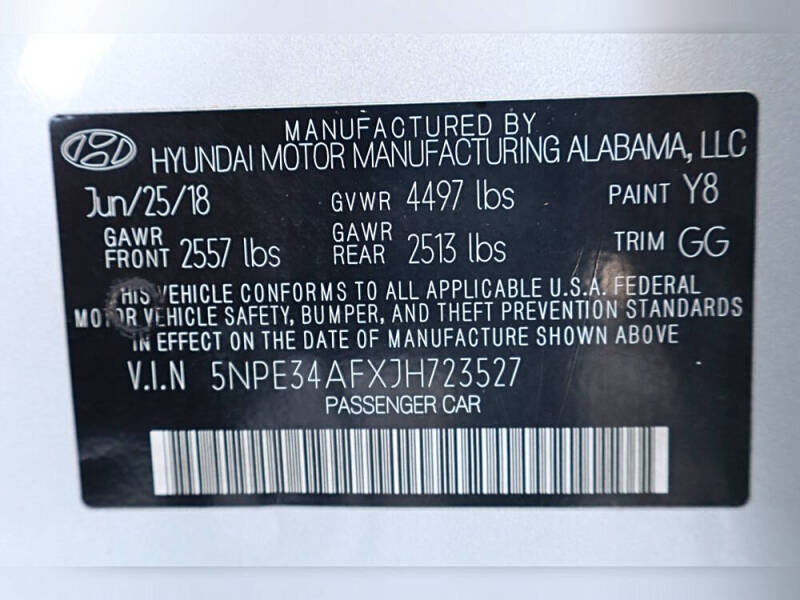 MANUFACTURED BY
HYUNDAI MOTOR MANUFACTURING ALABAMA, LLC
Jun/25/18 GVWR 4497 lbs PAINT Y8
GAWR FRONT 2557 lbs GAWR REAR 2513 lbs TRIM GG
THIS VEHICLE CONFORMS TO ALL APPLICABLE U.S.A. FEDERAL
MOTOR VEHICLE SAFETY, BUMPER, AND THEFT PREVENTION STANDARDS
IN EFFECT ON THE DATE OF MANUFACTURE SHOWN ABOVE
V.I.N 5NPE34AFXJH723527
PASSENGER CAR